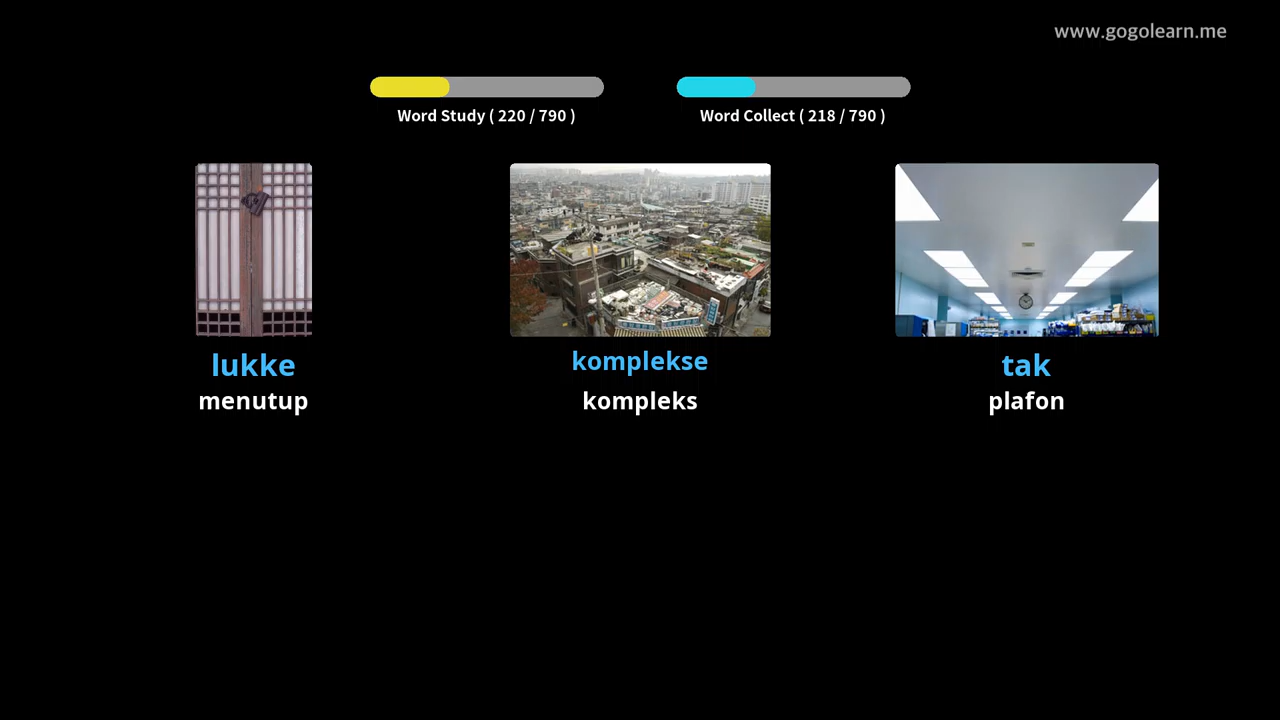 www.gogolearn.me
Word Study ( 220 / 790 )
Word Collect ( 218 / 790 )
lukke
menutup
komplekse
kompleks
tak
plafon